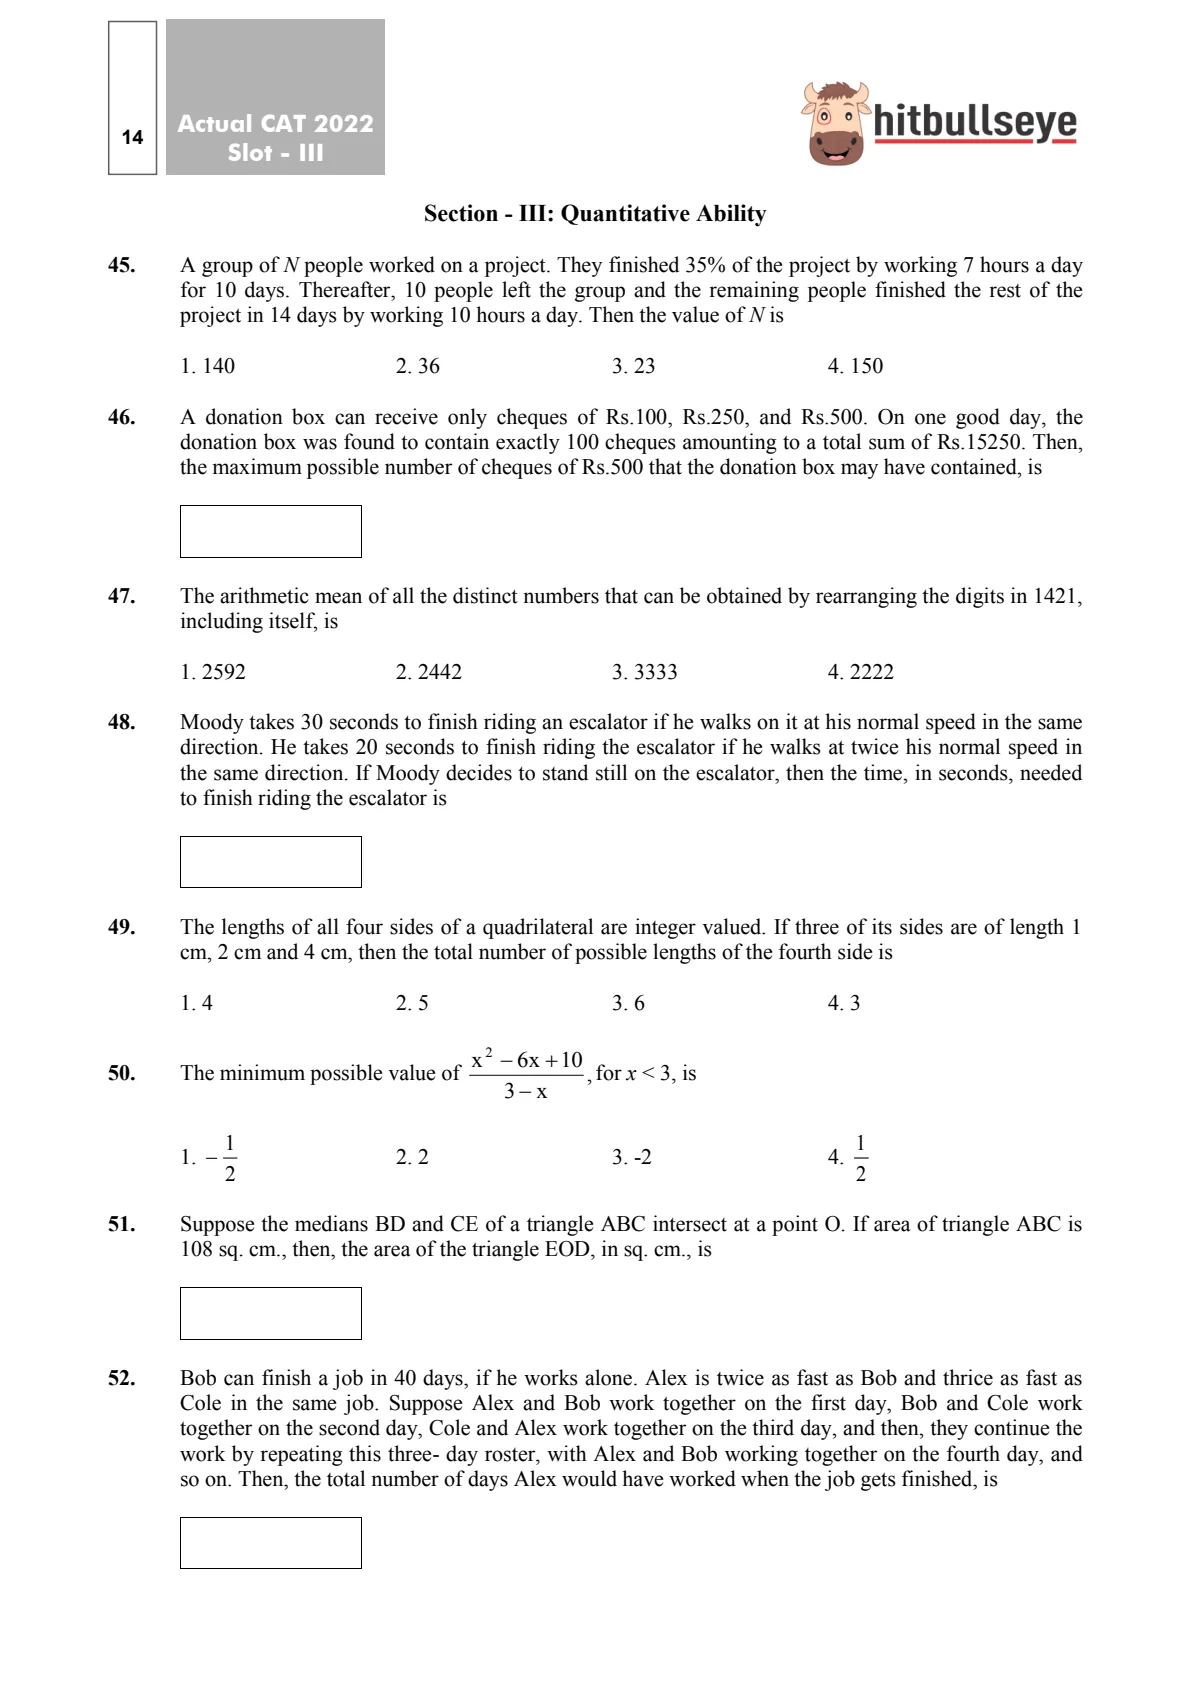 14
Actual CAT 2022
Slot - III
hitbullseye
Section - III: Quantitative Ability
45. A group of N people worked on a project. They finished 35% of the project by working 7 hours a day
for 10 days. Thereafter, 10 people left the group and the remaining people finished the rest of the
project in 14 days by working 10 hours a day. Then the value of N is
1. 140 2. 36 3. 23 4. 150
46. A donation box can receive only cheques of Rs.100, Rs.250, and Rs.500. On one good day, the
donation box was found to contain exactly 100 cheques amounting to a total sum of Rs.15250. Then,
the maximum possible number of cheques of Rs.500 that the donation box may have contained, is
47. The arithmetic mean of all the distinct numbers that can be obtained by rearranging the digits in 1421,
including itself, is
1. 2592 2. 2442 3. 3333 4. 2222
48. Moody takes 30 seconds to finish riding an escalator if he walks on it at his normal speed in the same
direction. He takes 20 seconds to finish riding the escalator if he walks at twice his normal speed in
the same direction. If Moody decides to stand still on the escalator, then the time, in seconds, needed
to finish riding the escalator is
49. The lengths of all four sides of a quadrilateral are integer valued. If three of its sides are of length 1
cm, 2 cm and 4 cm, then the total number of possible lengths of the fourth side is
1. 4 2. 5 3. 6 4. 3
50. The minimum possible value of (x² − 6x + 10)/(3 − x), for x < 3, is
1. −1/2 2. 2 3. -2 4. 1/2
51. Suppose the medians BD and CE of a triangle ABC intersect at a point O. If area of triangle ABC is
108 sq. cm., then, the area of the triangle EOD, in sq. cm., is
52. Bob can finish a job in 40 days, if he works alone. Alex is twice as fast as Bob and thrice as fast as
Cole in the same job. Suppose Alex and Bob work together on the first day, Bob and Cole work
together on the second day, Cole and Alex work together on the third day, and then, they continue the
work by repeating this three- day roster, with Alex and Bob working together on the fourth day, and
so on. Then, the total number of days Alex would have worked when the job gets finished, is